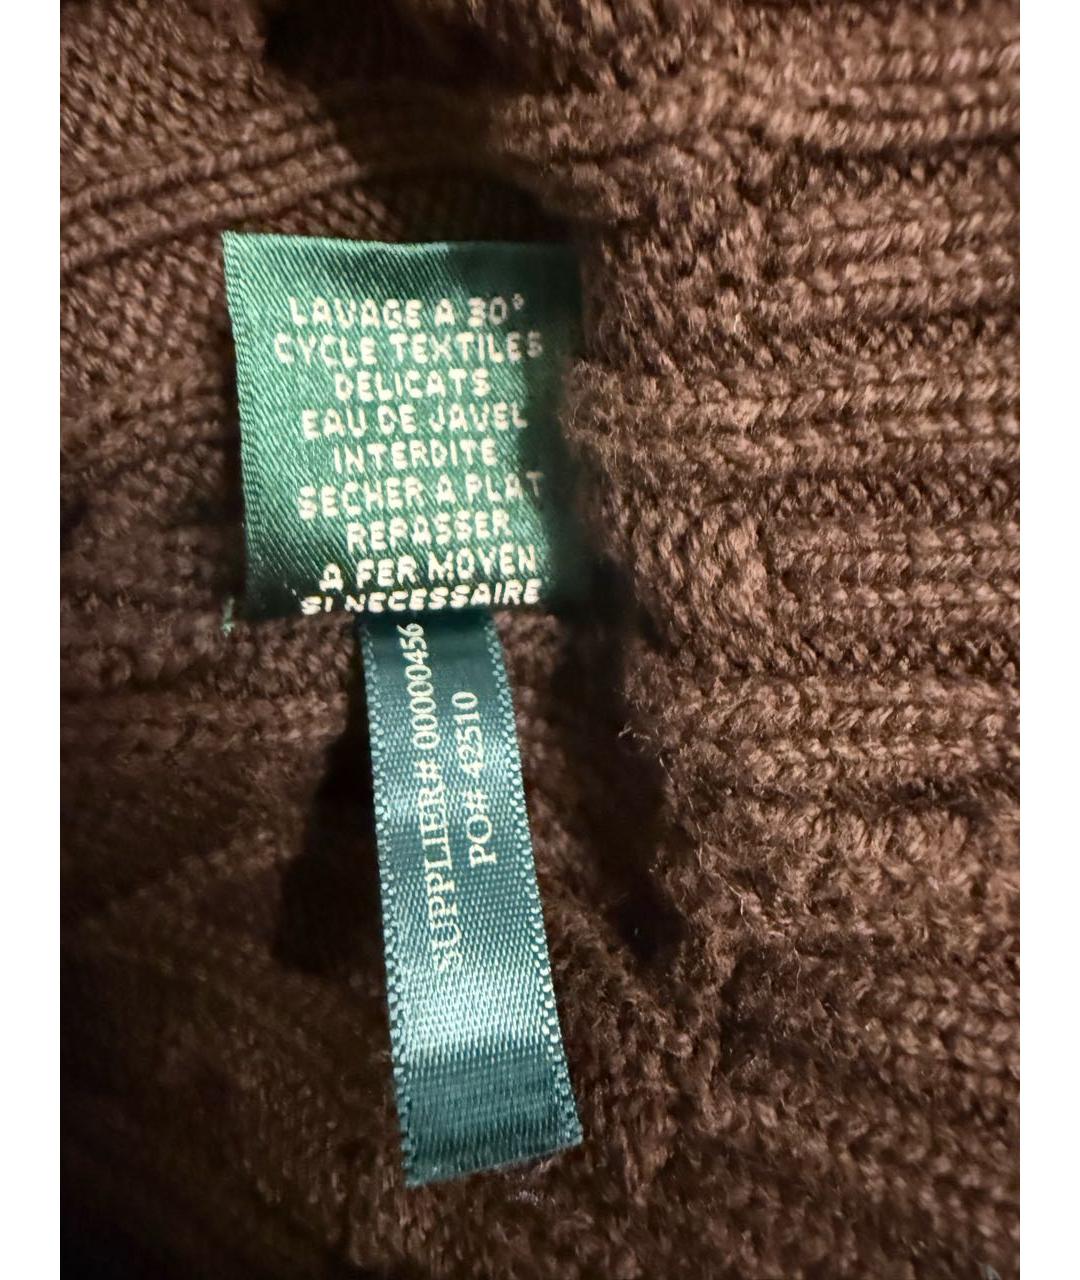 LAVAGE A 30°
CYCLE TEXTILES
DELICATS
EAU DE JAVEL
INTERDITE
SECHER A PLAT
REPASSER
A FER MOYEN
SI NECESSAIRE
SUPPLIER# 00000456
PO# 42510